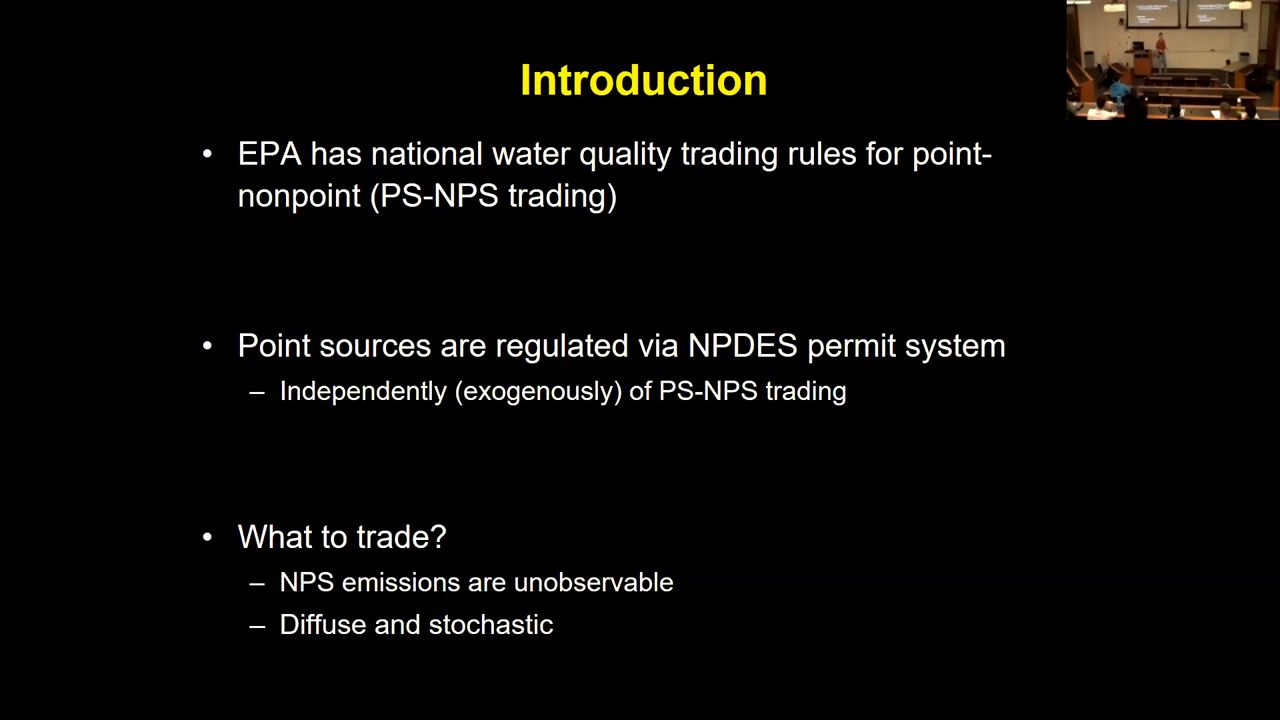 Introduction
• EPA has national water quality trading rules for point-
nonpoint (PS-NPS trading)
• Point sources are regulated via NPDES permit system
– Independently (exogenously) of PS-NPS trading
• What to trade?
– NPS emissions are unobservable
– Diffuse and stochastic